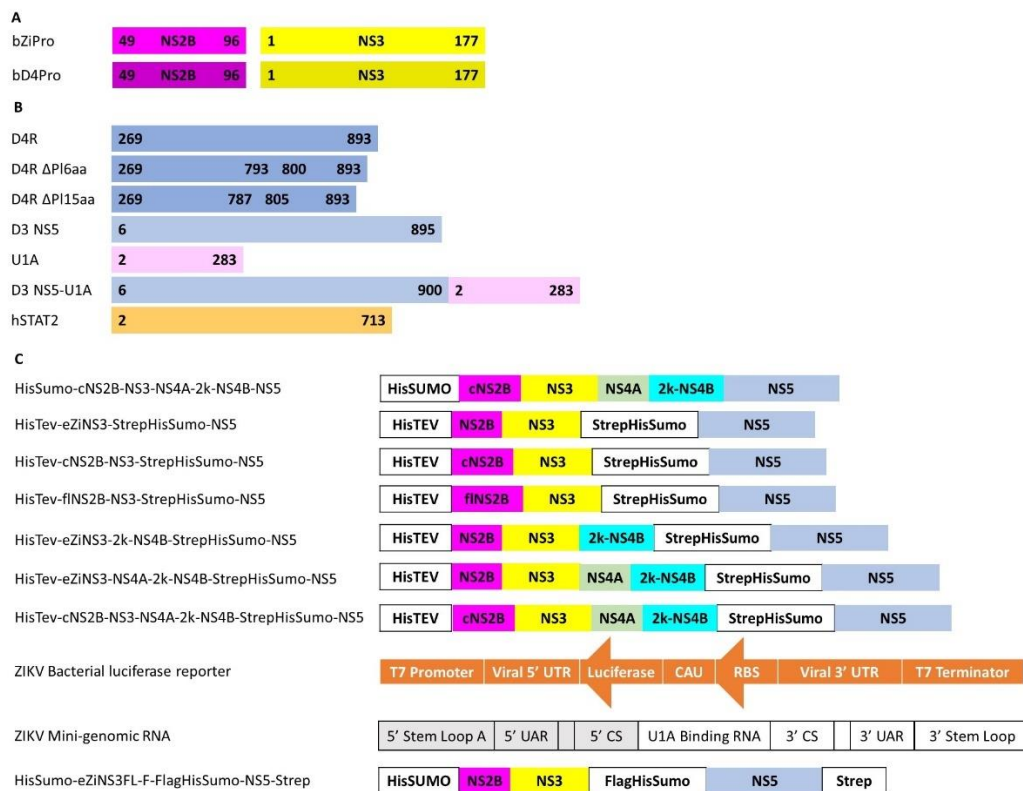 A
bZiPro 49 NS2B 96 1 NS3 177
bD4Pro 49 NS2B 96 1 NS3 177
B
D4R 269 893
D4R ΔPl6aa 269 793 800 893
D4R ΔPl15aa 269 787 805 893
D3 NS5 6 895
U1A 2 283
D3 NS5-U1A 6 900 2 283
hSTAT2 2 713
C
HisSumo-cNS2B-NS3-NS4A-2k-NS4B-NS5 HisSUMO cNS2B NS3 NS4A 2k-NS4B NS5
HisTev-eZiNS3-StrepHisSumo-NS5 HisTEV NS2B NS3 StrepHisSumo NS5
HisTev-cNS2B-NS3-StrepHisSumo-NS5 HisTEV cNS2B NS3 StrepHisSumo NS5
HisTev-flNS2B-NS3-StrepHisSumo-NS5 HisTEV flNS2B NS3 StrepHisSumo NS5
HisTev-eZiNS3-2k-NS4B-StrepHisSumo-NS5 HisTEV NS2B NS3 2k-NS4B StrepHisSumo NS5
HisTev-eZiNS3-NS4A-2k-NS4B-StrepHisSumo-NS5 HisTEV NS2B NS3 NS4A 2k-NS4B StrepHisSumo NS5
HisTev-cNS2B-NS3-NS4A-2k-NS4B-StrepHisSumo-NS5 HisTEV cNS2B NS3 NS4A 2k-NS4B StrepHisSumo NS5
ZIKV Bacterial luciferase reporter T7 Promoter Viral 5' UTR Luciferase CAU RBS Viral 3' UTR T7 Terminator
ZIKV Mini-genomic RNA 5' Stem Loop A 5' UAR 5' CS U1A Binding RNA 3' CS 3' UAR 3' Stem Loop
HisSumo-eZiNS3FL-F-FlagHisSumo-NS5-Strep HisSUMO NS2B NS3 FlagHisSumo NS5 Strep